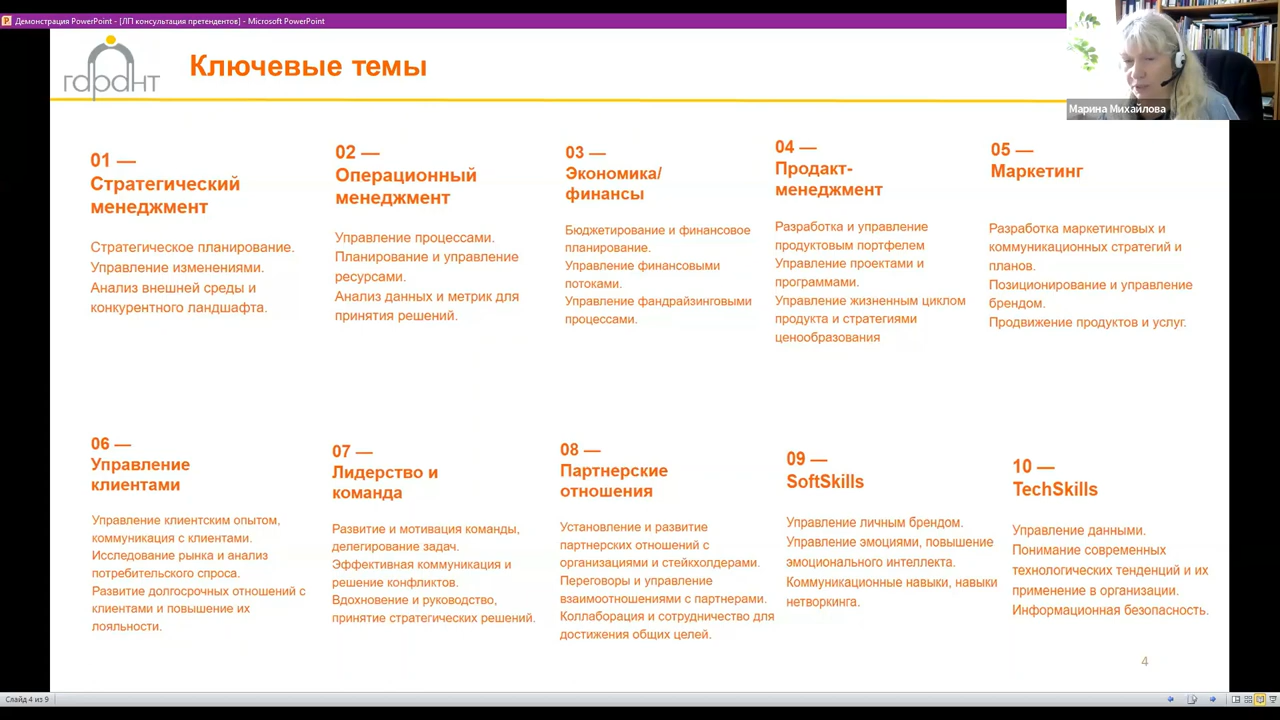 Демонстрация PowerPoint - [ЛП консультация претендентов] - Microsoft PowerPoint
гарант
Ключевые темы
Марина Михайлова
01 —
Стратегический
менеджмент
Стратегическое планирование.
Управление изменениями.
Анализ внешней среды и
конкурентного ландшафта.
02 —
Операционный
менеджмент
Управление процессами.
Планирование и управление
ресурсами.
Анализ данных и метрик для
принятия решений.
03 —
Экономика/
финансы
Бюджетирование и финансовое
планирование.
Управление финансовыми
потоками.
Управление фандрайзинговыми
процессами.
04 —
Продакт-
менеджмент
Разработка и управление
продуктовым портфелем
Управление проектами и
программами.
Управление жизненным циклом
продукта и стратегиями
ценообразования
05 —
Маркетинг
Разработка маркетинговых и
коммуникационных стратегий и
планов.
Позиционирование и управление
брендом.
Продвижение продуктов и услуг.
06 —
Управление
клиентами
Управление клиентским опытом,
коммуникация с клиентами.
Исследование рынка и анализ
потребительского спроса.
Развитие долгосрочных отношений с
клиентами и повышение их
лояльности.
07 —
Лидерство и
команда
Развитие и мотивация команды,
делегирование задач.
Эффективная коммуникация и
решение конфликтов.
Вдохновение и руководство,
принятие стратегических решений.
08 —
Партнерские
отношения
Установление и развитие
партнерских отношений с
организациями и стейкхолдерами.
Переговоры и управление
взаимоотношениями с партнерами.
Коллаборация и сотрудничество для
достижения общих целей.
09 —
SoftSkills
Управление личным брендом.
Управление эмоциями, повышение
эмоционального интеллекта.
Коммуникационные навыки, навыки
нетворкинга.
10 —
TechSkills
Управление данными.
Понимание современных
технологических тенденций и их
применение в организации.
Информационная безопасность.
4
Слайд 4 из 9